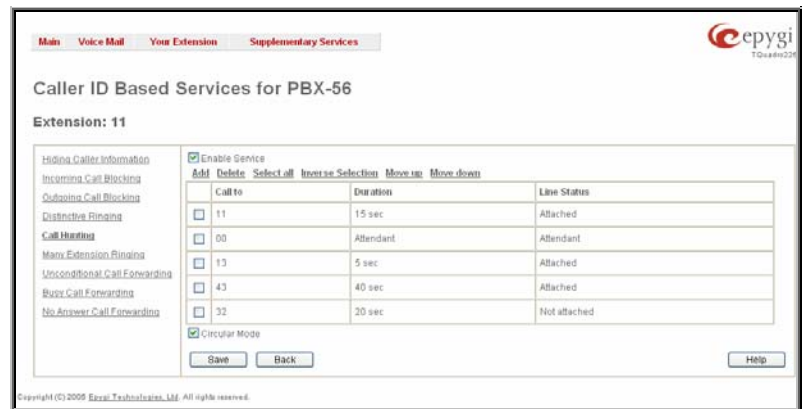 Main Voice Mail Your Extension Supplementary Services
epygi
Caller ID Based Services for PBX-56
Extension: 11
Hiding Caller Information
Incoming Call Blocking
Outgoing Call Blocking
Distinctive Ringing
Call Hunting
Many Extension Ringing
Unconditional Call Forwarding
Busy Call Forwarding
No Answer Call Forwarding
Enable Service
Add Delete Select all Inverse Selection Move up Move down
Call to Duration Line Status
11 15 sec Attached
00 Attendant Attendant
13 5 sec Attached
43 40 sec Attached
32 20 sec Not attached
Circular Mode
Save Back Help
Copyright (C) 2005 Epygi Technologies, Ltd. All rights reserved.